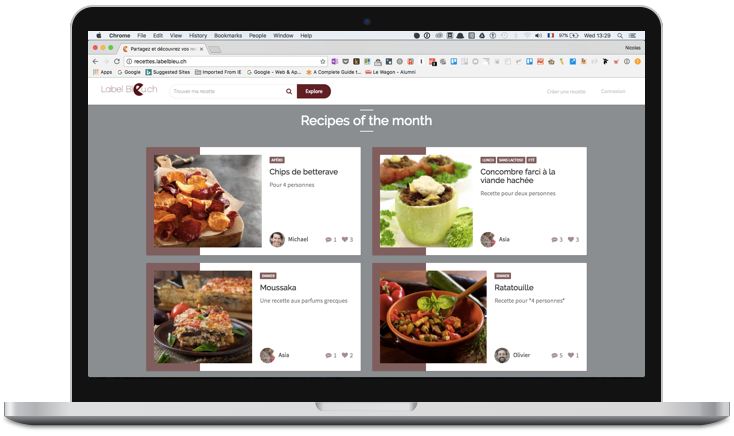 Chrome File Edit View History Bookmarks People Window Help
97% Wed 13:29
Partagez et découvrez vos rec
Nicolas
recettes.labelbleu.ch
Apps Google Suggested Sites Imported From IE Google - Web & Ap... A Complete Guide t... Le Wagon - Alumni
Label Bleu.ch
Trouver ma recette
Explore
Créer une recette
Connexion
Recipes of the month
APÉRO
Chips de betterave
Pour 4 personnes
Michael
1 3
LUNCH SANS LACTOSE ETÉ
Concombre farci à la
viande hachée
Recette pour deux personnes
Asia
3 3
DINNER
Moussaka
Une recette aux parfums grecques
Asia
1 2
DINNER
Ratatouille
Recette pour "4 personnes"
Olivier
5 1